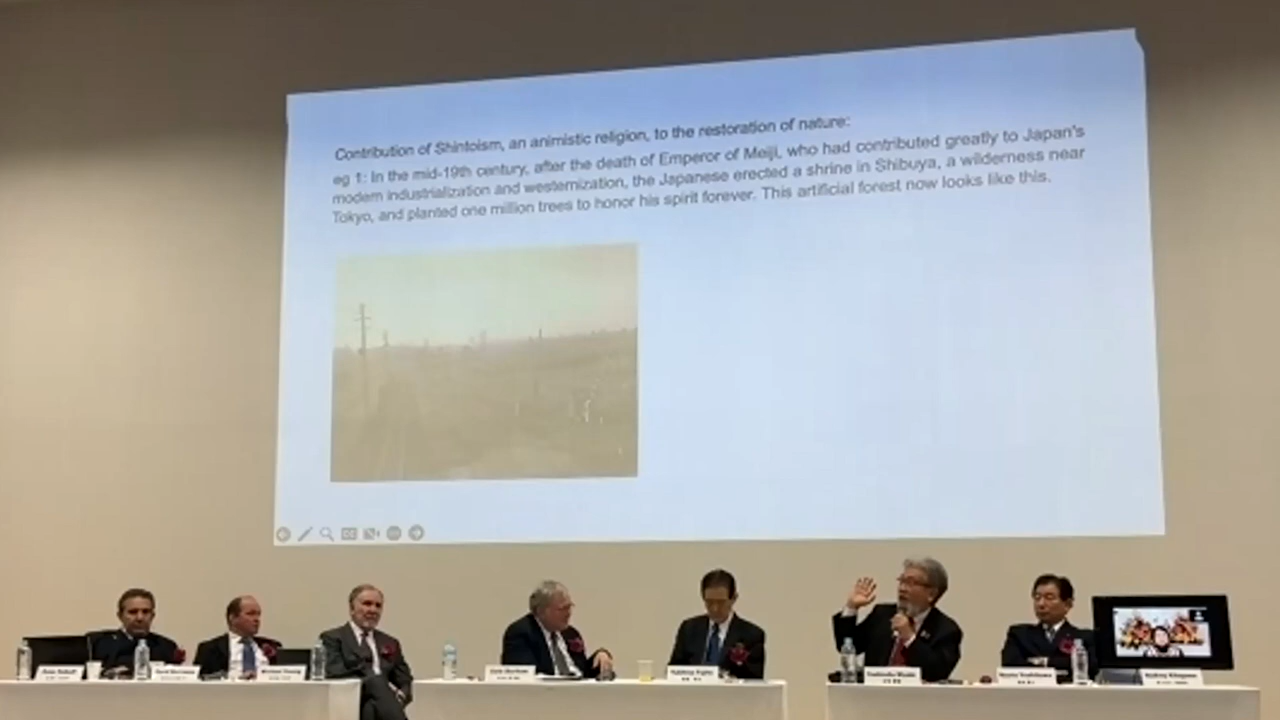 Contribution of Shintoism, an animistic religion, to the restoration of nature:
eg 1: In the mid-19th century, after the death of Emperor of Meiji, who had contributed greatly to Japan's
modern industrialization and westernization, the Japanese erected a shrine in Shibuya, a wilderness near
Tokyo, and planted one million trees to honor his spirit forever. This artificial forest now looks like this.